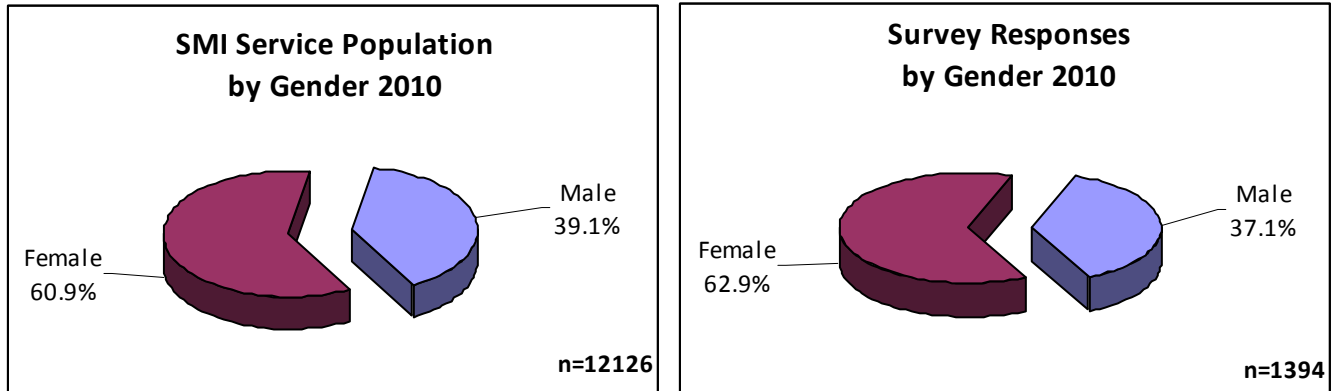 SMI Service Population
by Gender 2010
Male
39.1%
Female
60.9%
n=12126
Survey Responses
by Gender 2010
Male
37.1%
Female
62.9%
n=1394